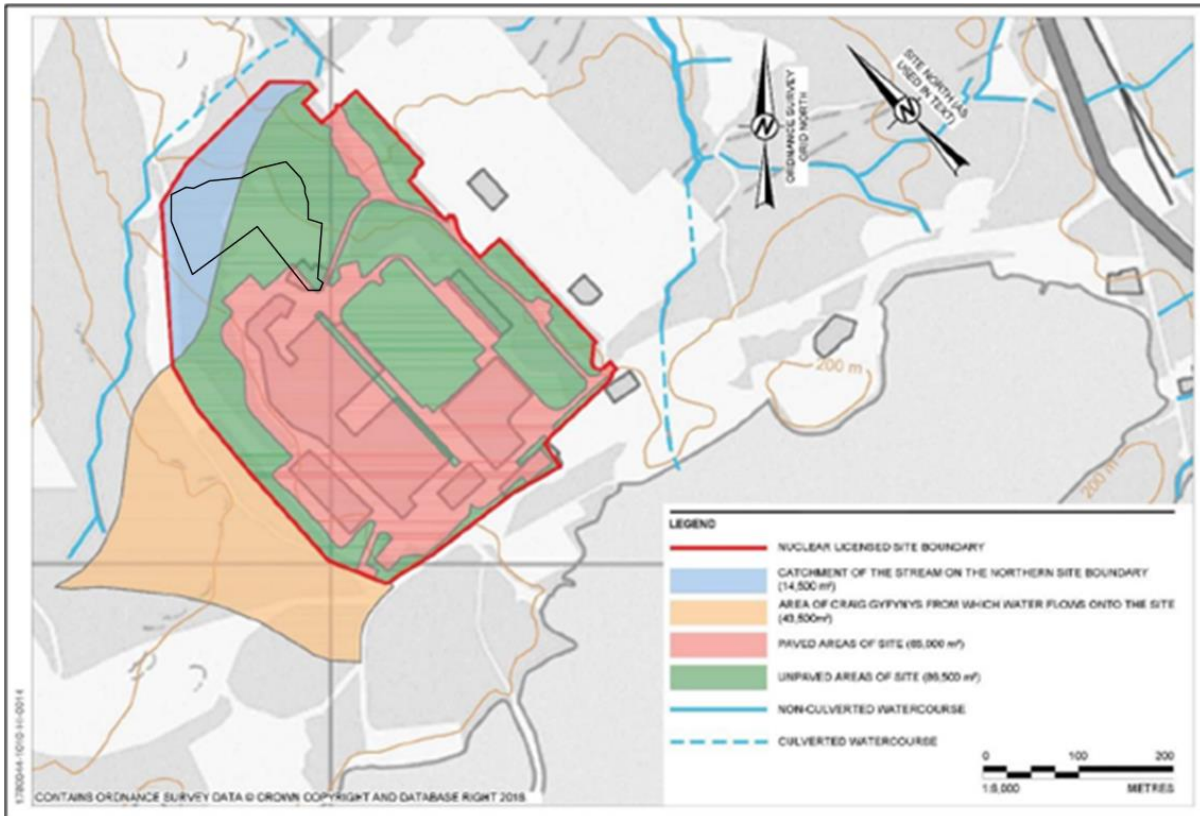 ORDNANCE SURVEY
GRID NORTH
N
SITE NORTH (AS
USED IN TEXT)
N
200 m
200 m
LEGEND
NUCLEAR LICENSED SITE BOUNDARY
CATCHMENT OF THE STREAM ON THE NORTHERN SITE BOUNDARY
(14,500 m²)
AREA OF CRAIG GYFYNYS FROM WHICH WATER FLOWS ONTO THE SITE
(43,500m²)
PAVED AREAS OF SITE (m²)
UNPAVED AREAS OF SITE (86,500 m²)
NON-CULVERTED WATERCOURSE
CULVERTED WATERCOURSE
0 100 200
METRES
CONTAINS ORDNANCE SURVEY DATA © CROWN COPYRIGHT AND DATABASE RIGHT